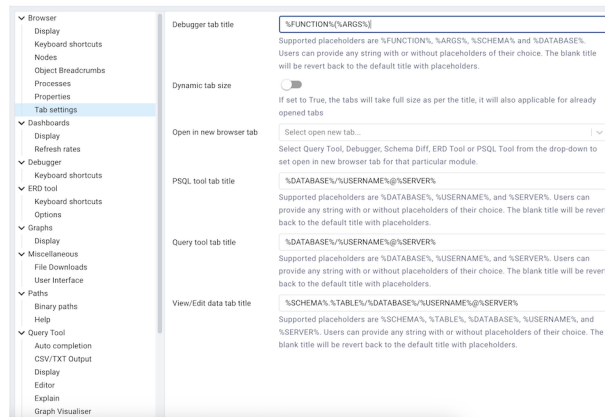 Browser
Display
Keyboard shortcuts
Nodes
Object Breadcrumbs
Processes
Properties
Tab settings
Dashboards
Display
Refresh rates
Debugger
Keyboard shortcuts
ERD tool
Keyboard shortcuts
Options
Graphs
Display
Miscellaneous
File Downloads
User Interface
Paths
Binary paths
Help
Query Tool
Auto completion
CSV/TXT Output
Display
Editor
Explain
Graph Visualiser
Debugger tab title
%FUNCTION%(%ARGS%)
Supported placeholders are %FUNCTION%, %ARGS%, %SCHEMA% and %DATABASE%.
Users can provide any string with or without placeholders of their choice. The blank title
will be revert back to the default title with placeholders.
Dynamic tab size
If set to True, the tabs will take full size as per the title, it will also applicable for already
opened tabs
Open in new browser tab
Select open new tab...
Select Query Tool, Debugger, Schema Diff, ERD Tool or PSQL Tool from the drop-down to
set open in new browser tab for that particular module.
PSQL tool tab title
%DATABASE%/%USERNAME%@%SERVER%
Supported placeholders are %DATABASE%, %USERNAME%, and %SERVER%. Users can
provide any string with or without placeholders of their choice. The blank title will be revert
back to the default title with placeholders.
Query tool tab title
%DATABASE%/%USERNAME%@%SERVER%
Supported placeholders are %DATABASE%, %USERNAME%, and %SERVER%. Users can
provide any string with or without placeholders of their choice. The blank title will be revert
back to the default title with placeholders.
View/Edit data tab title
%SCHEMA%.%TABLE%/%DATABASE%/%USERNAME%@%SERVER%
Supported placeholders are %SCHEMA%, %TABLE%, %DATABASE%, %USERNAME%, and
%SERVER%. Users can provide any string with or without placeholders of their choice. The
blank title will be revert back to the default title with placeholders.